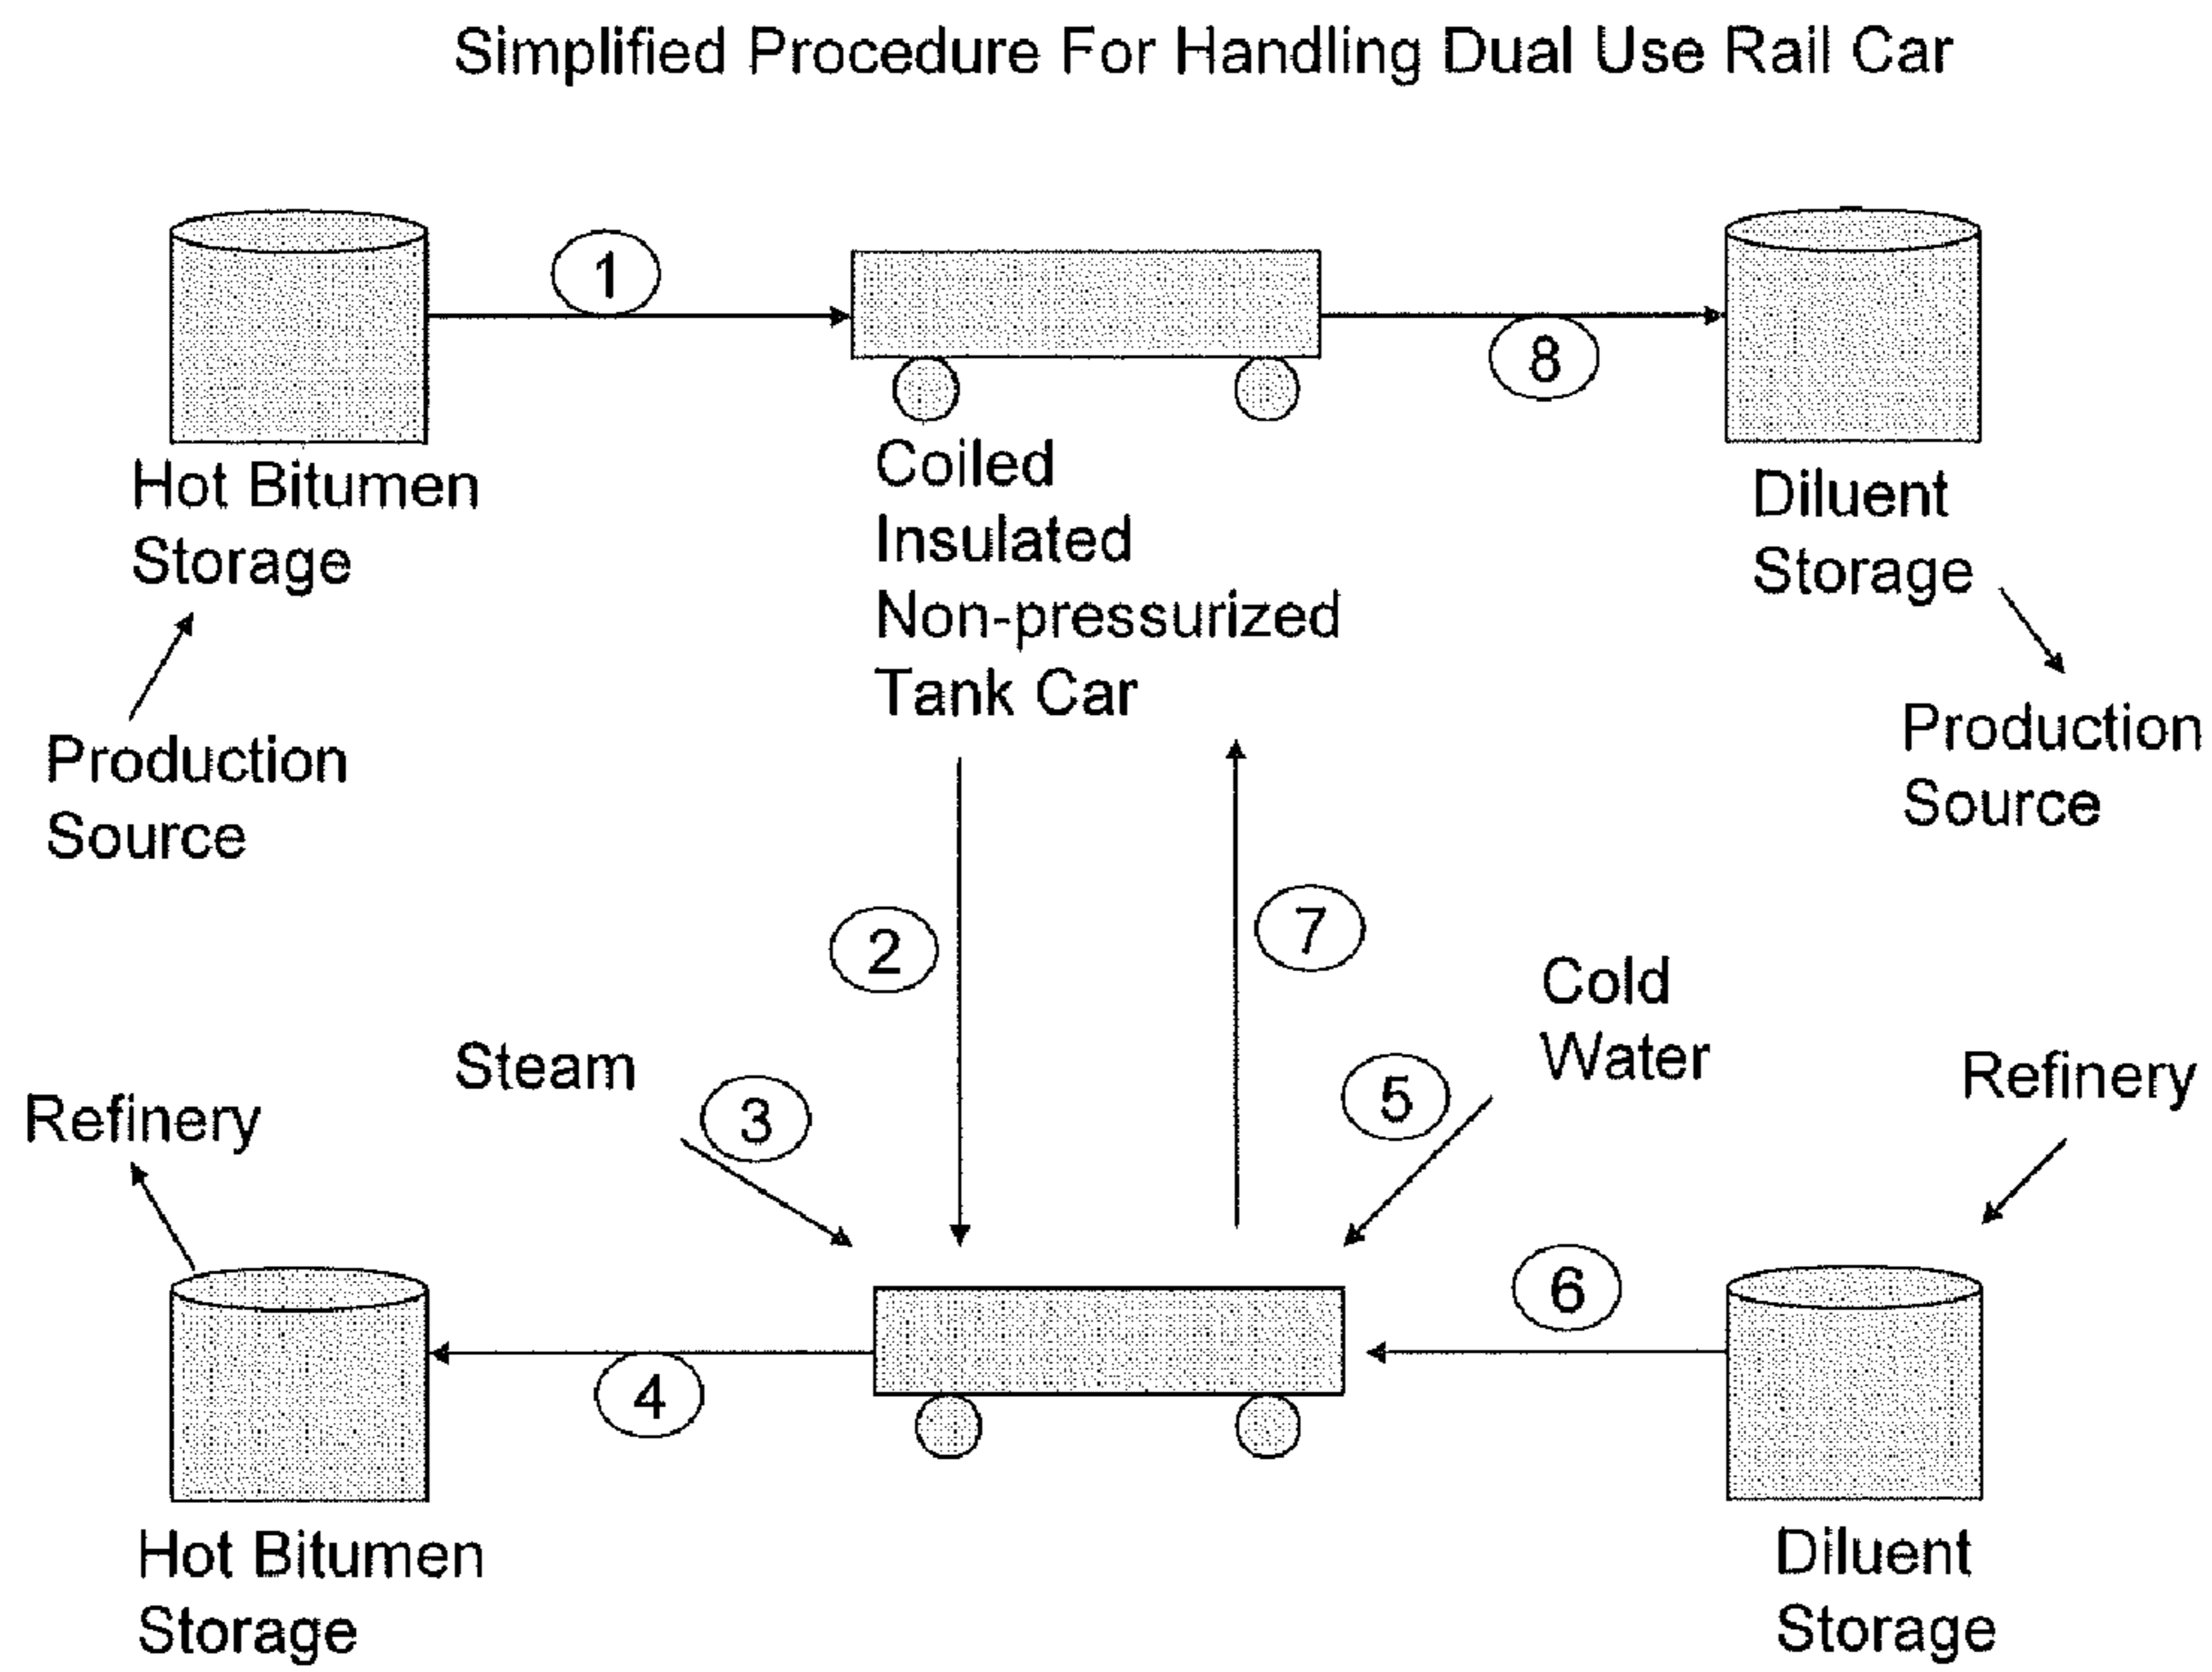 Simplified Procedure For Handling Dual Use Rail Car
1
8
Hot Bitumen
Storage
Coiled
Insulated
Non-pressurized
Tank Car
Diluent
Storage
Production
Source
Production
Source
2
7
Cold
Water
Steam
3
5
Refinery
Refinery
4
6
Hot Bitumen
Storage
Diluent
Storage